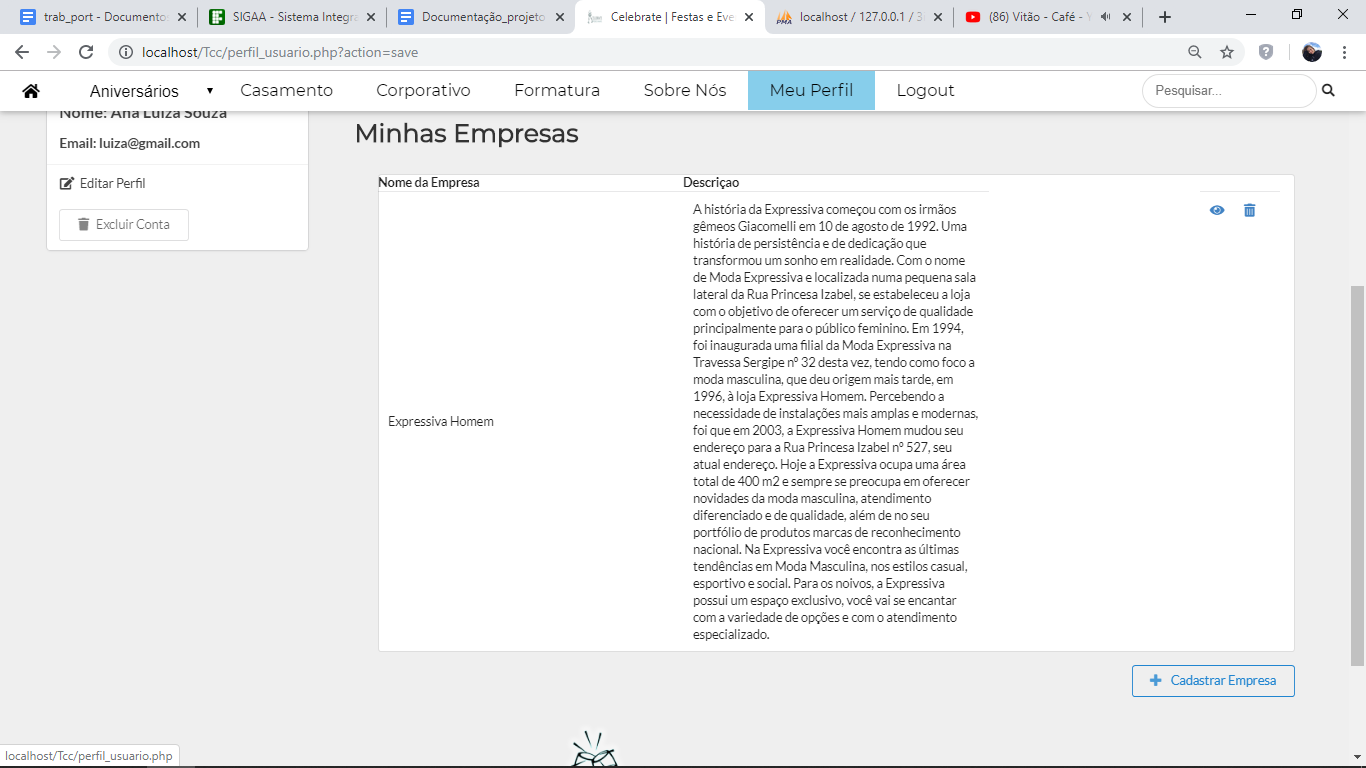 trab_port - Documento
SIGAA - Sistema Integra
Documentação_projeto
Celebrate | Festas e Eve
localhost / 127.0.0.1 / 3
(86) Vitão - Café - Y
localhost/Tcc/perfil_usuario.php?action=save
Aniversários ▼ Casamento Corporativo Formatura Sobre Nós Meu Perfil Logout Pesquisar...
Nome: Ana Luiza Souza
Email: luiza@gmail.com
Editar Perfil
Excluir Conta
Minhas Empresas
Nome da Empresa Descriçao
Expressiva Homem
A história da Expressiva começou com os irmãos
gêmeos Giacomelli em 10 de agosto de 1992. Uma
história de persistência e de dedicação que
transformou um sonho em realidade. Com o nome
de Moda Expressiva e localizada numa pequena sala
lateral da Rua Princesa Izabel, se estabeleceu a loja
com o objetivo de oferecer um serviço de qualidade
principalmente para o público feminino. Em 1994,
foi inaugurada uma filial da Moda Expressiva na
Travessa Sergipe nº 32 desta vez, tendo como foco a
moda masculina, que deu origem mais tarde, em
1996, à loja Expressiva Homem. Percebendo a
necessidade de instalações mais amplas e modernas,
foi que em 2003, a Expressiva Homem mudou seu
endereço para a Rua Princesa Izabel nº 527, seu
atual endereço. Hoje a Expressiva ocupa uma área
total de 400 m2 e sempre se preocupa em oferecer
novidades da moda masculina, atendimento
diferenciado e de qualidade, além de no seu
portfólio de produtos marcas de reconhecimento
nacional. Na Expressiva você encontra as últimas
tendências em Moda Masculina, nos estilos casual,
esportivo e social. Para os noivos, a Expressiva
possui um espaço exclusivo, você vai se encantar
com a variedade de opções e com o atendimento
especializado.
Cadastrar Empresa
localhost/Tcc/perfil_usuario.php